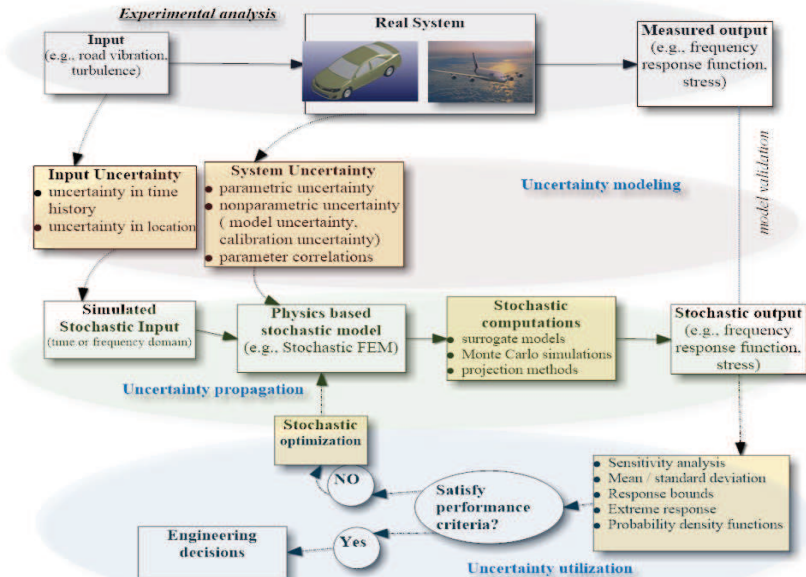 Experimental analysis
Input
(e.g., road vibration,
turbulence)
Real System
Measured output
(e.g., frequency
response function,
stress)
Input Uncertainty
• uncertainty in time
history
• uncertainty in location
System Uncertainty
• parametric uncertainty
• nonparametric uncertainty
( model uncertainty,
calibration uncertainty)
• parameter correlations
Uncertainty modeling
model validation
Simulated
Stochastic Input
(time or frequency domain)
Physics based
stochastic model
(e.g., Stochastic FEM)
Stochastic
computations
• surrogate models
• Monte Carlo simulations
• projection methods
Stochastic output
(e.g., frequency
response function,
stress)
Uncertainty propagation
Stochastic
optimization
NO
Satisfy
performance
criteria?
• Sensitivity analysis
• Mean / standard deviation
• Response bounds
• Extreme response
• Probability density functions
Engineering
decisions
Yes
Uncertainty utilization